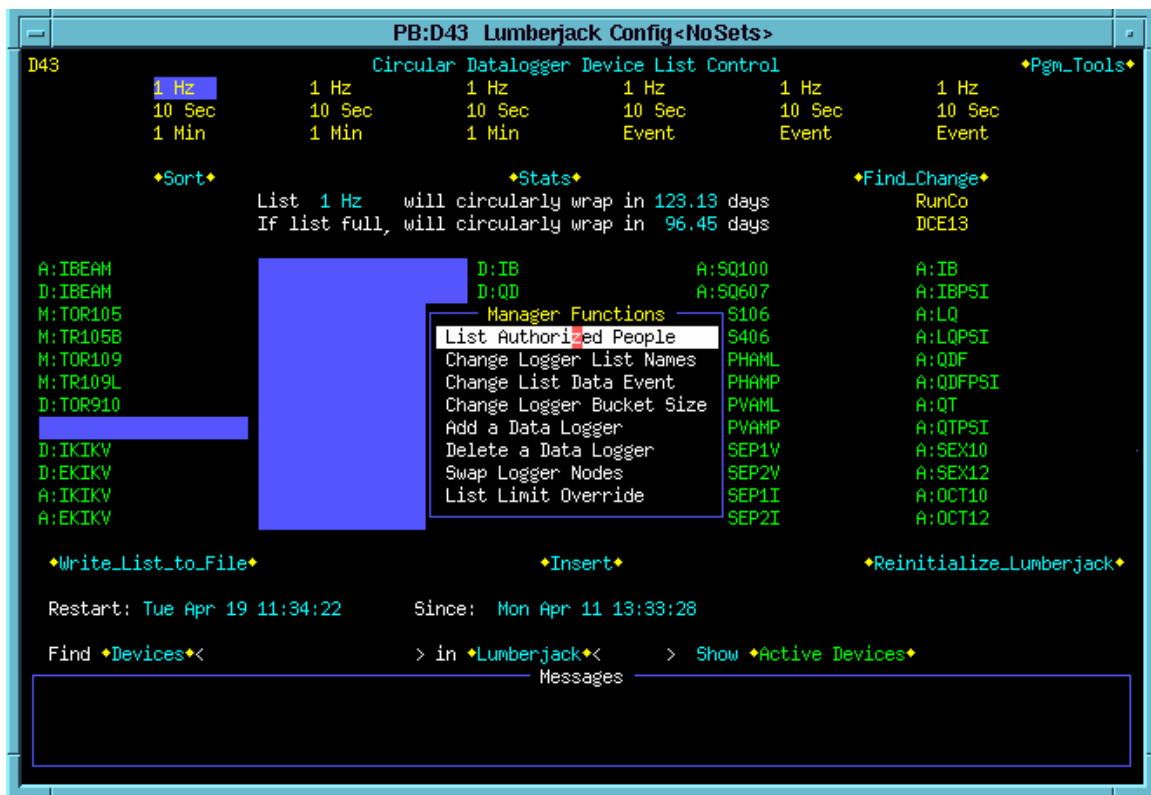 PB:D43 Lumberjack Config<NoSets>
D43 Circular Datalogger Device List Control ◆Pgm_Tools◆
1 Hz 1 Hz 1 Hz 1 Hz 1 Hz 1 Hz
10 Sec 10 Sec 10 Sec 10 Sec 10 Sec 10 Sec
1 Min 1 Min 1 Min Event Event Event
◆Sort◆ ◆Stats◆ ◆Find_Change◆
List 1 Hz will circularly wrap in 123.13 days RunCo
If list full, will circularly wrap in 96.45 days DCE13
A:IBEAM D:IB A:SQ100 A:IB
D:IBEAM D:QD A:SQ607 A:IBPSI
M:TOR105 Manager Functions S106 A:LQ
M:TR105B List Authorized People S406 A:LQPSI
M:TOR109 Change Logger List Names PHAML A:QDF
M:TR109L Change List Data Event PHAMP A:QDFPSI
D:TOR910 Change Logger Bucket Size PVAML A:QT
Add a Data Logger PVAMP A:QTPSI
D:IKIKV Delete a Data Logger SEP1V A:SEX10
D:EKIKV Swap Logger Nodes SEP2V A:SEX12
A:IKIKV List Limit Override SEP1I A:OCT10
A:EKIKV SEP2I A:OCT12
◆Write_List_to_File◆ ◆Insert◆ ◆Reinitialize_Lumberjack◆
Restart: Tue Apr 19 11:34:22 Since: Mon Apr 11 13:33:28
Find ◆Devices◆< > in ◆Lumberjack◆< > Show ◆Active Devices◆
Messages